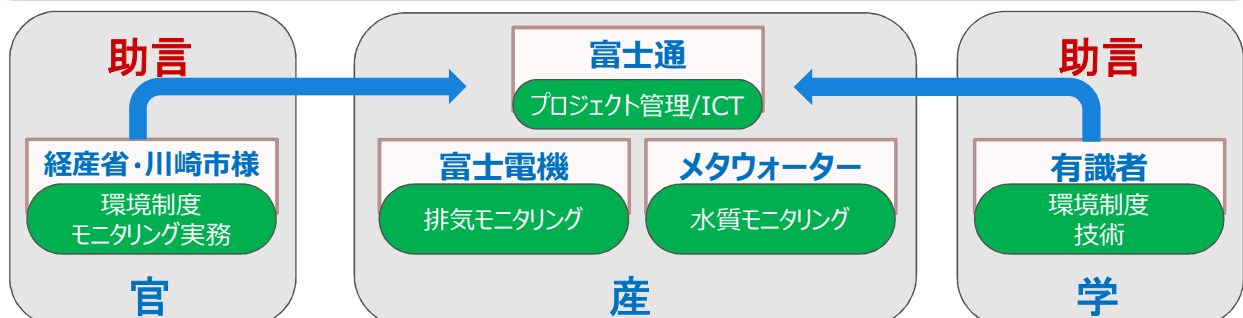 助言
経産省・川崎市様
環境制度
モニタリング実務
官
富士通
プロジェクト管理/ICT
富士電機
排気モニタリング
メタウォーター
水質モニタリング
産
助言
有識者
環境制度
技術
学